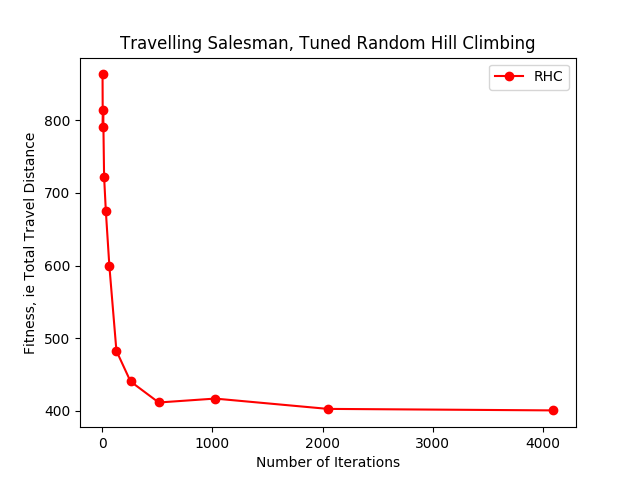 Travelling Salesman, Tuned Random Hill Climbing
RHC
Fitness, ie Total Travel Distance
800
700
600
500
400
0 1000 2000 3000 4000
Number of Iterations